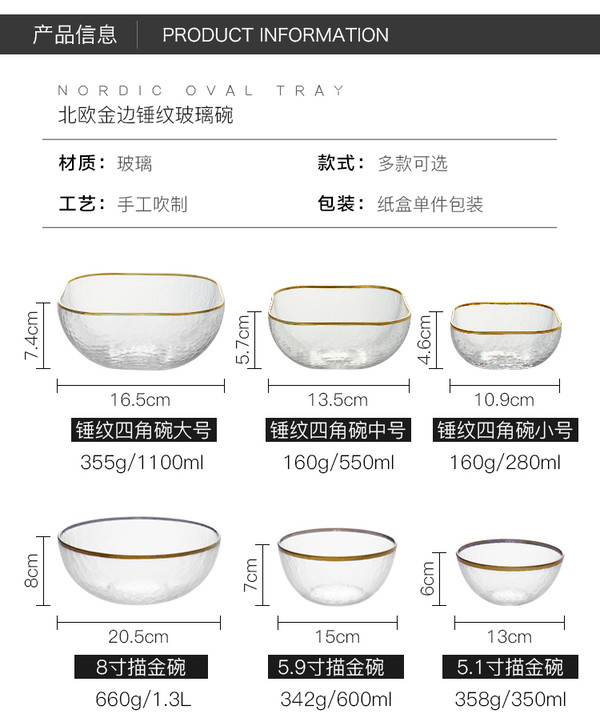 产品信息 PRODUCT INFORMATION
NORDIC OVAL TRAY
北欧金边锤纹玻璃碗
材质：玻璃 款式：多款可选
工艺：手工吹制 包装：纸盒单件包装
7.4cm 5.7cm 4.6cm
16.5cm 13.5cm 10.9cm
锤纹四角碗大号 锤纹四角碗中号 锤纹四角碗小号
355g/1100ml 160g/550ml 160g/280ml
8cm 7cm 6cm
20.5cm 15cm 13cm
8寸描金碗 5.9寸描金碗 5.1寸描金碗
660g/1.3L 342g/600ml 358g/350ml